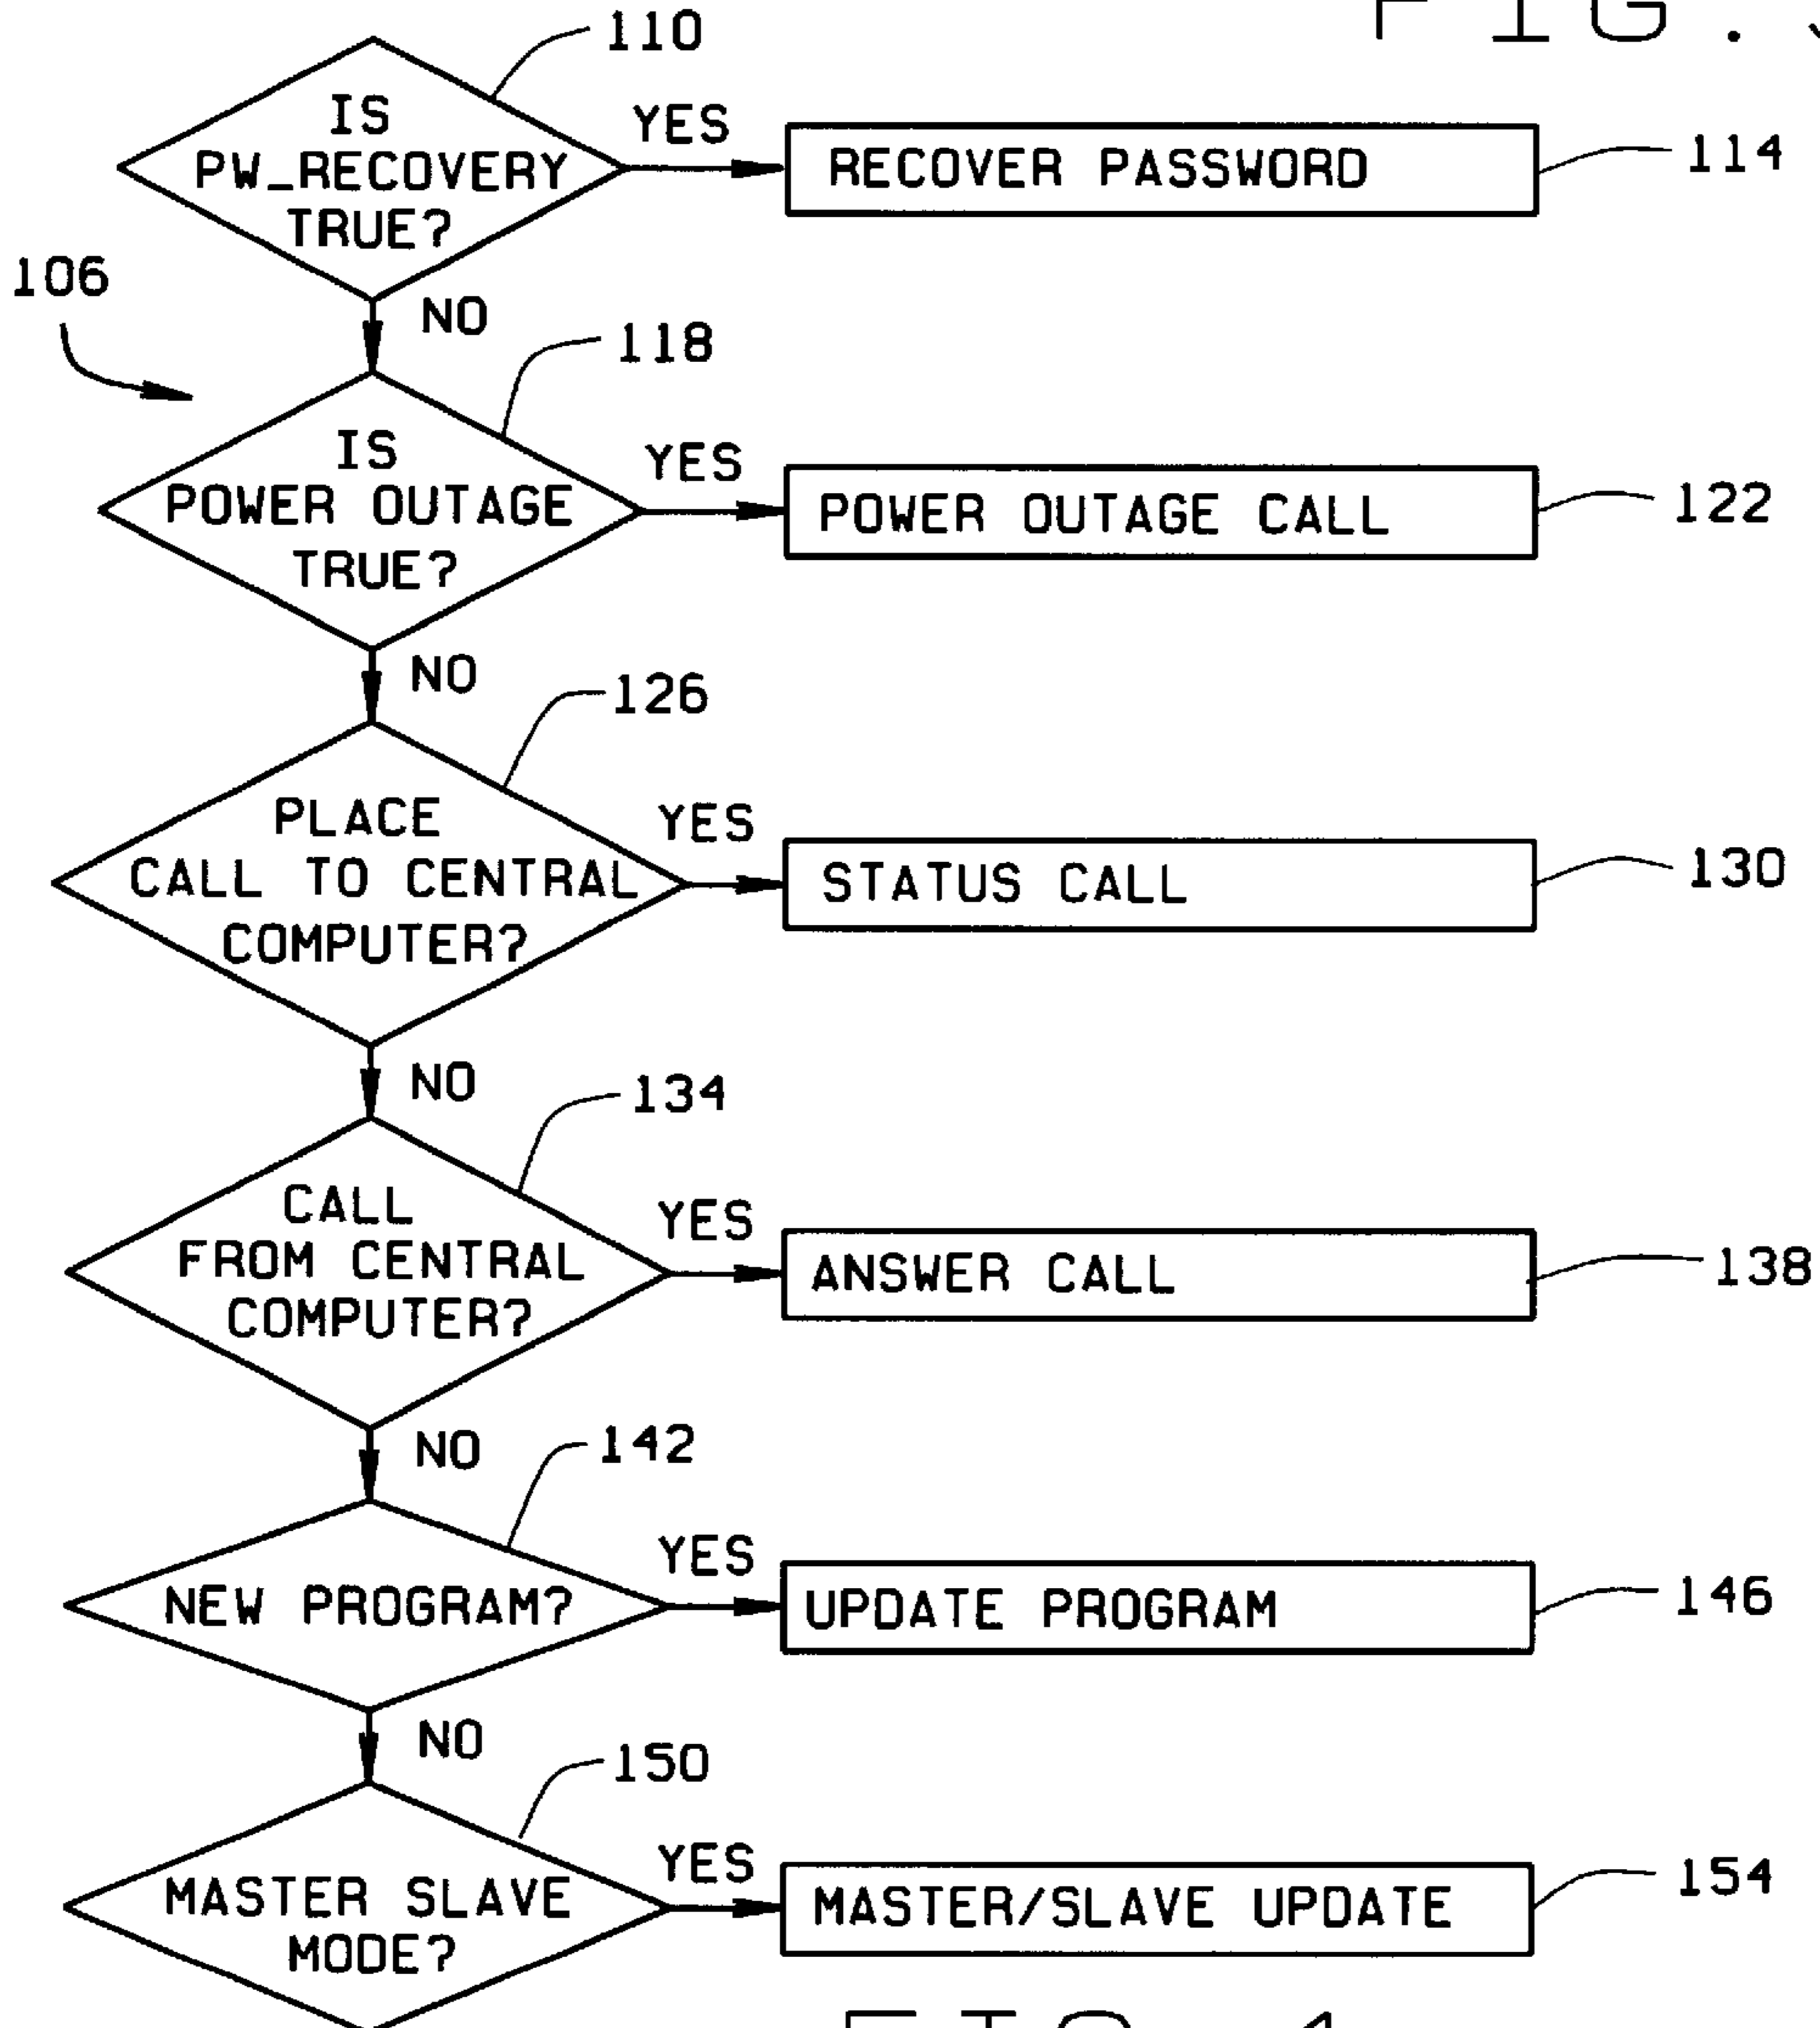 FIG.
110
IS
PW_RECOVERY
TRUE?
YES
RECOVER PASSWORD
114
106
NO
118
IS
POWER OUTAGE
TRUE?
YES
POWER OUTAGE CALL
122
NO
126
PLACE
CALL TO CENTRAL
COMPUTER?
YES
STATUS CALL
130
NO
134
CALL
FROM CENTRAL
COMPUTER?
YES
ANSWER CALL
138
NO
142
NEW PROGRAM?
YES
UPDATE PROGRAM
146
NO
150
MASTER SLAVE
MODE?
YES
MASTER/SLAVE UPDATE
154